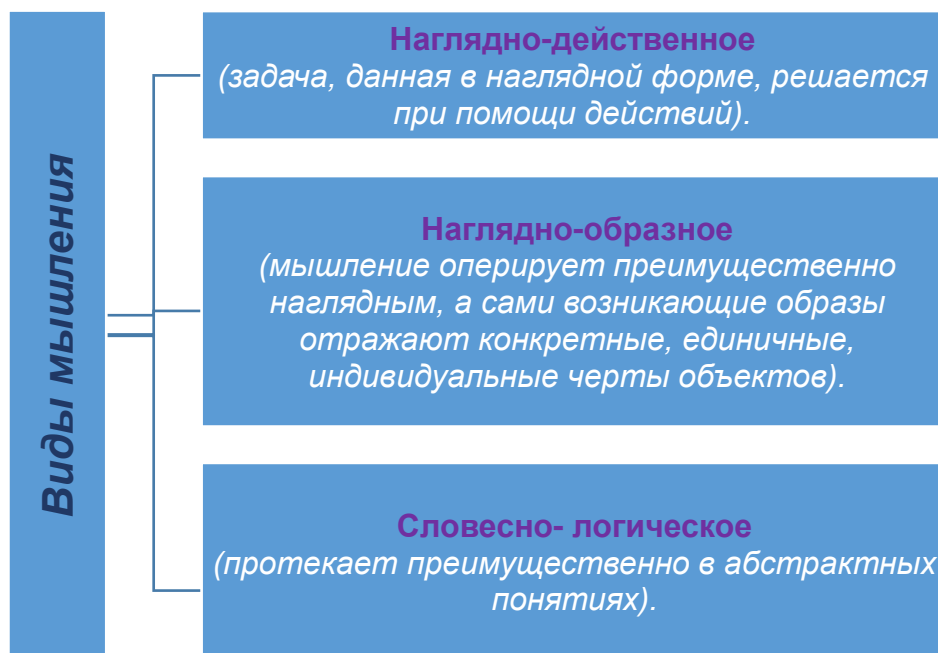 Виды мышления
Наглядно-действенное
(задача, данная в наглядной форме, решается
при помощи действий).
Наглядно-образное
(мышление оперирует преимущественно
наглядным, а сами возникающие образы
отражают конкретные, единичные,
индивидуальные черты объектов).
Словесно- логическое
(протекает преимущественно в абстрактных
понятиях).